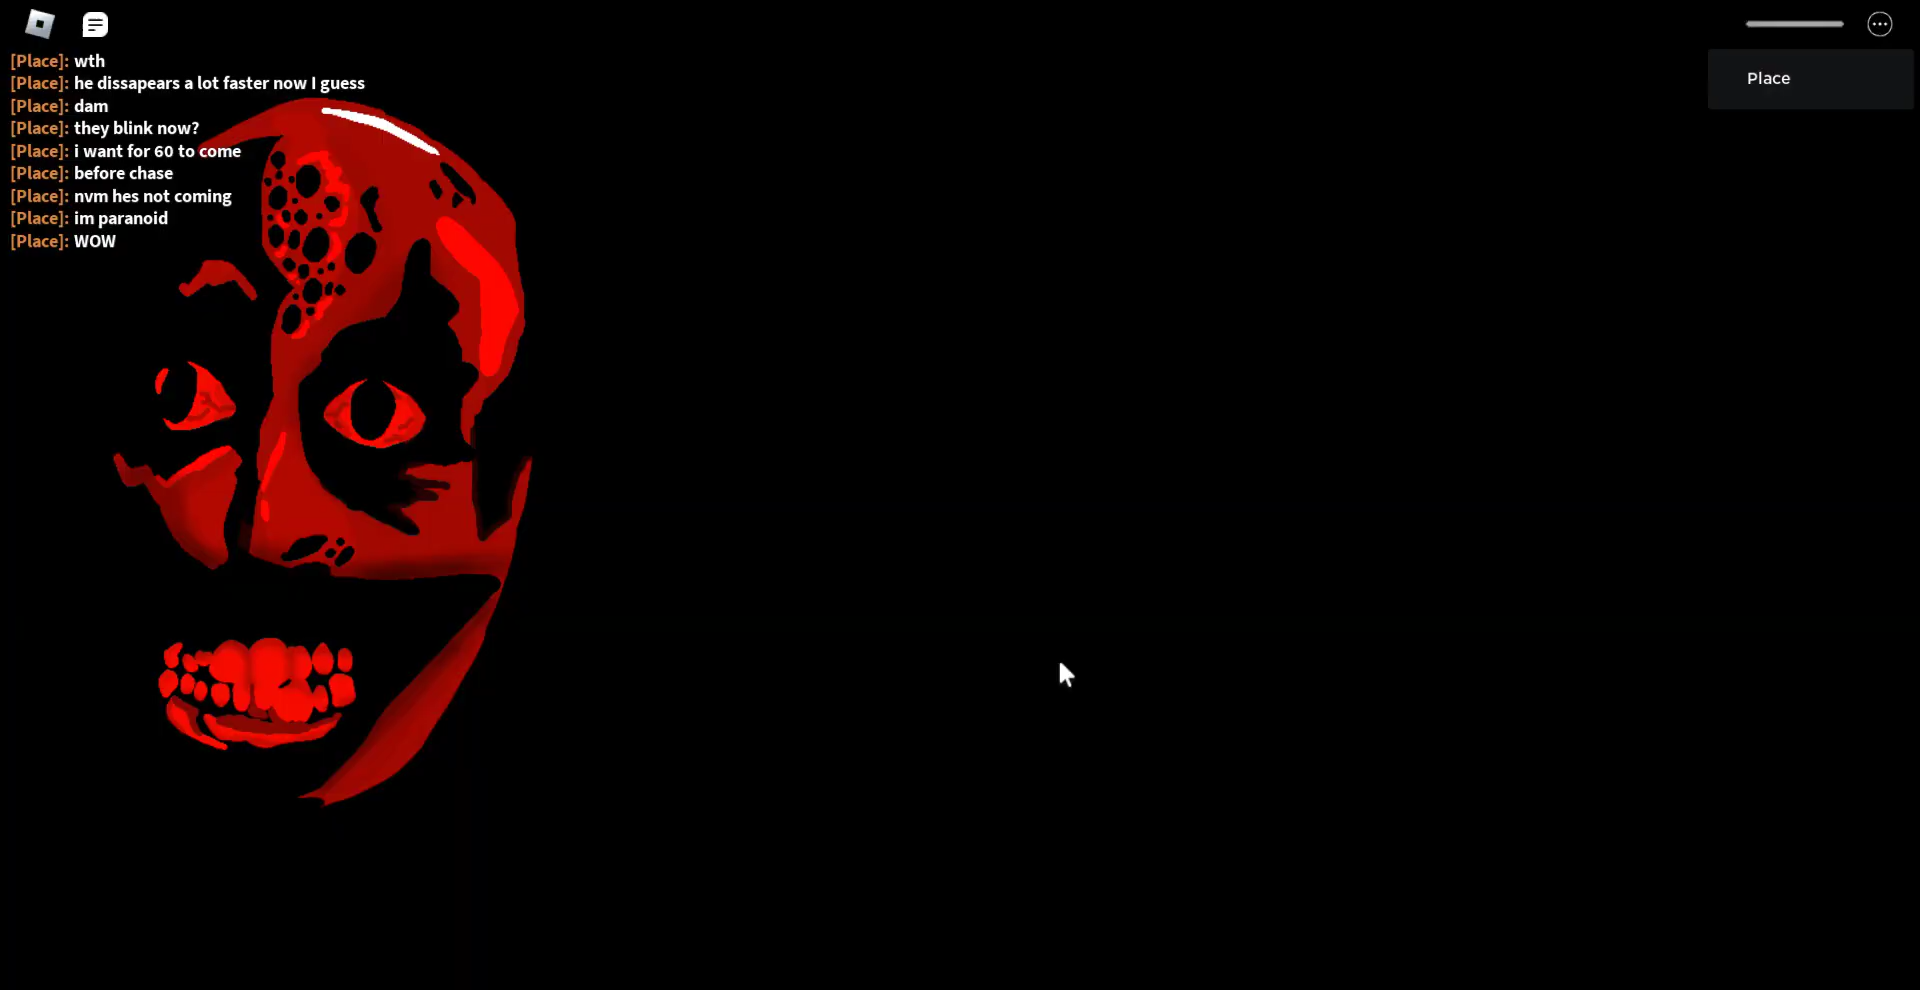 [Place]: wth
[Place]: he dissapears a lot faster now I guess
[Place]: dam
[Place]: they blink now?
[Place]: i want for 60 to come
[Place]: before chase
[Place]: nvm hes not coming
[Place]: im paranoid
[Place]: WOW
Place